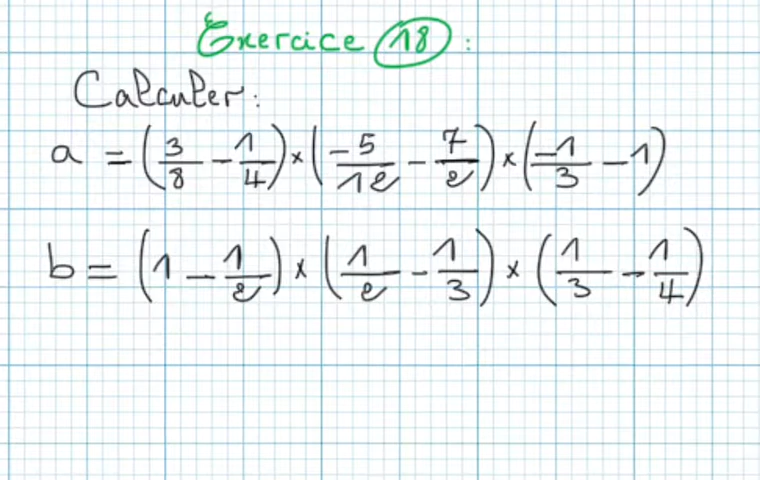 Exercice 18 :
Calculer :
a = (3/8 - 1/4) × (-5/12 - 7/2) × (-1/3 - 1)
b = (1 - 1/2) × (1/2 - 1/3) × (1/3 - 1/4)